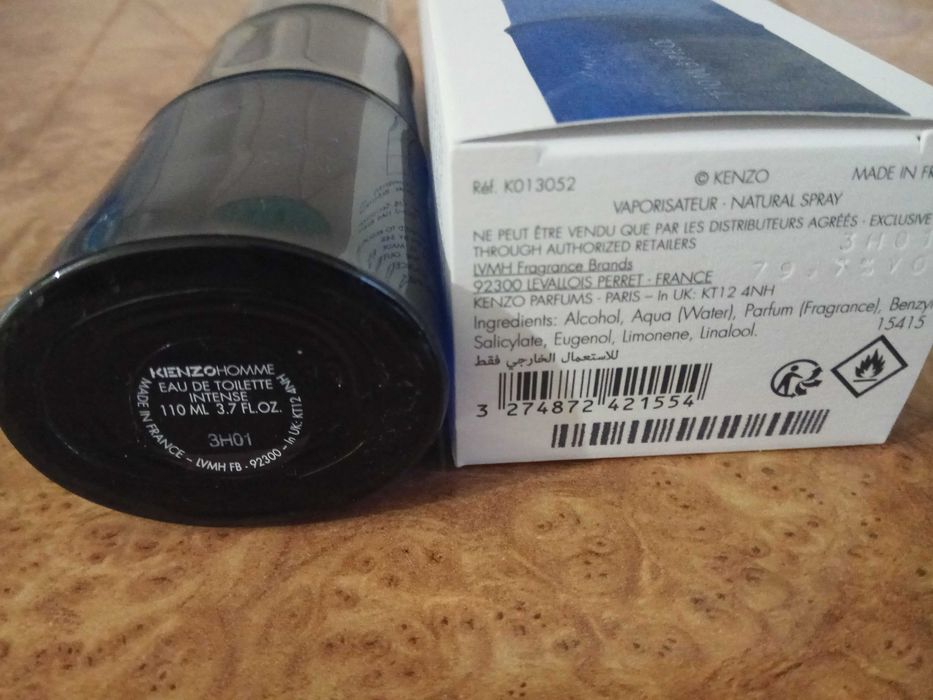 KENZOHOMME
EAU DE TOILETTE
INTENSE
110 ML 3.7 FL.OZ.
3H01
MADE IN FRANCE – LVMH FB · 92300 – In UK: KT12 4NH
Réf. K013052
© KENZO
MADE IN FR
VAPORISATEUR · NATURAL SPRAY
NE PEUT ÊTRE VENDU QUE PAR LES DISTRIBUTEURS AGRÉÉS · EXCLUSIVE
THROUGH AUTHORIZED RETAILERS
3H01
LVMH Fragrance Brands
92300 LEVALLOIS PERRET · FRANCE
KENZO PARFUMS · PARIS – In UK: KT12 4NH
Ingredients: Alcohol, Aqua (Water), Parfum (Fragrance), Benzyl
Salicylate, Eugenol, Limonene, Linalool.
15415
للاستعمال الخارجي فقط
3 274872 421554